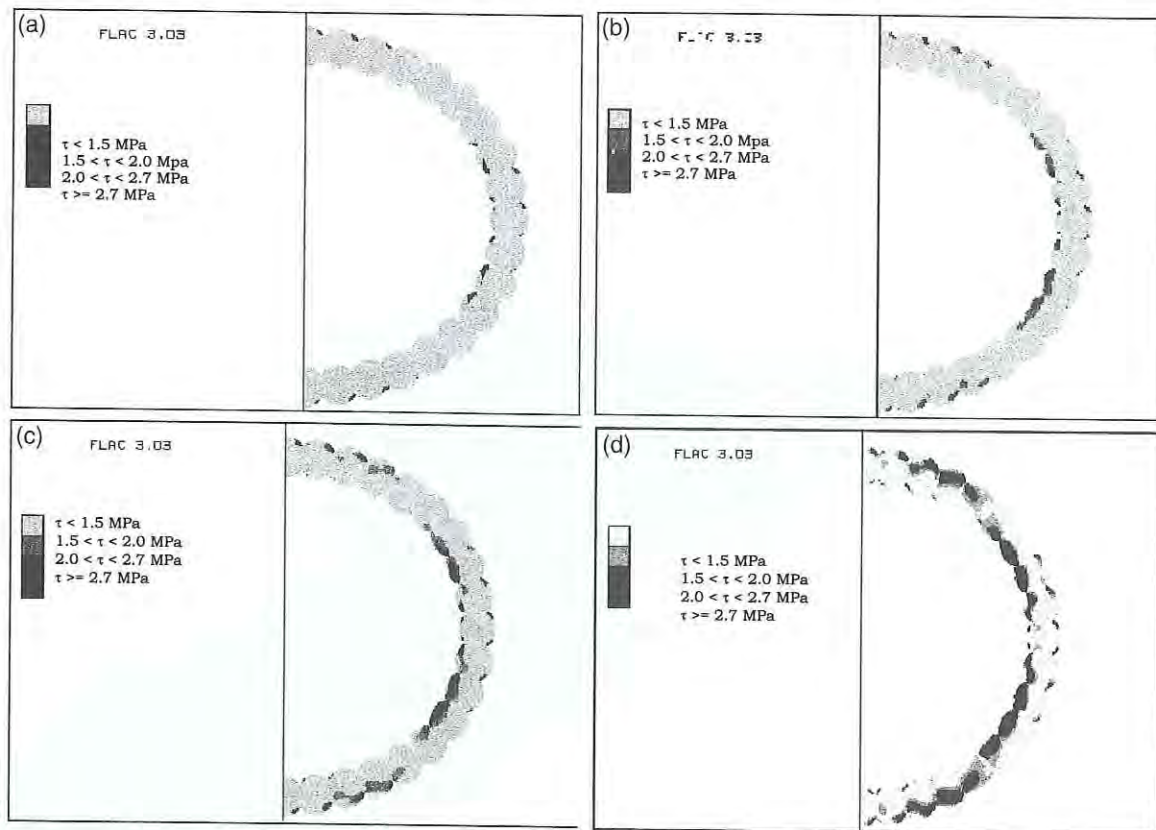 (a)
FLAC 3.03
τ < 1.5 MPa
1.5 < τ < 2.0 Mpa
2.0 < τ < 2.7 MPa
τ >= 2.7 MPa
(b)
τ < 1.5 MPa
1.5 < τ < 2.0 Mpa
2.0 < τ < 2.7 MPa
τ >= 2.7 MPa
(c)
FLAC 3.03
τ < 1.5 MPa
1.5 < τ < 2.0 MPa
2.0 < τ < 2.7 MPa
τ >= 2.7 MPa
(d)
FLAC 3.03
τ < 1.5 MPa
1.5 < τ < 2.0 MPa
2.0 < τ < 2.7 MPa
τ >= 2.7 MPa